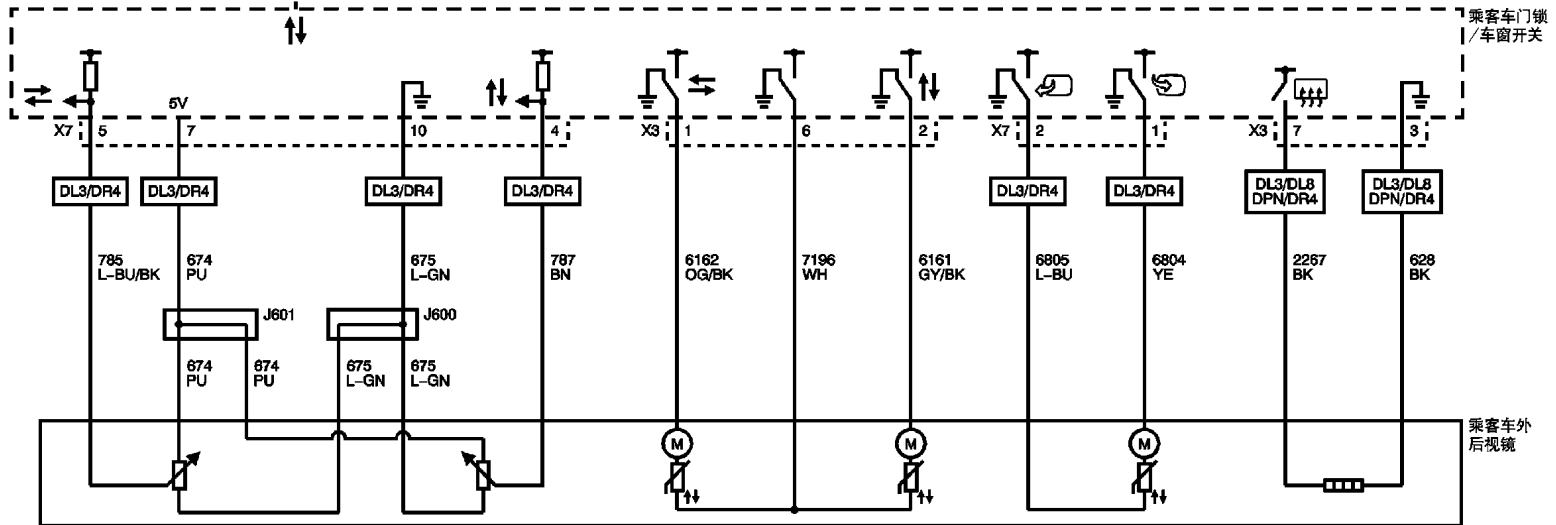 乘客车门锁
/车窗开关
5V
X7 5 7 10 4 X3 1 6 2 X7 2 1 X3 7 3
DL3/DR4 DL3/DR4 DL3/DR4 DL3/DR4 DL3/DR4 DL3/DR4 DL3/DL8 DL3/DL8
DPN/DR4 DPN/DR4
785 674 675 787 6162 7196 6161 6805 6804 2267 628
L-BU/BK PU L-GN BN OG/BK WH GY/BK L-BU YE BK BK
J601 J600
674 674 675 675
PU PU L-GN L-GN
乘客车外
后视镜
M M M